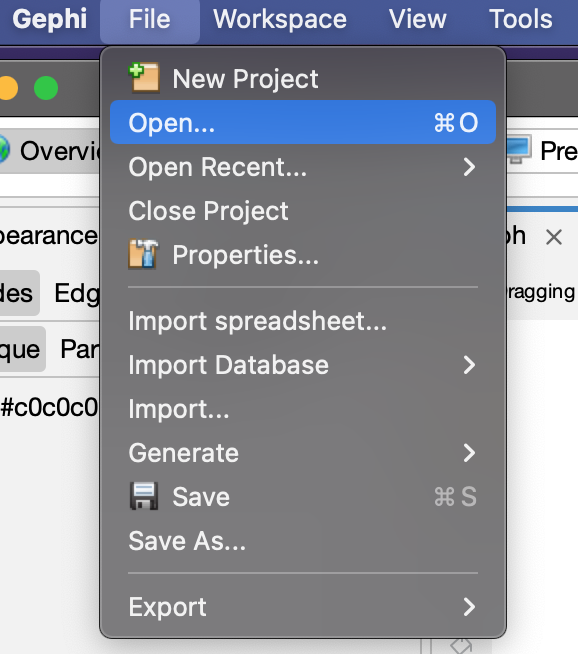 Gephi File Workspace View Tools
New Project
Open... ⌘O
Overvi
Pre
Open Recent...
Close Project
pearance
ph ×
Properties...
des Edg
ragging
Import spreadsheet...
que Par
Import Database
#c0c0c0
Import...
Generate
Save ⌘S
Save As...
Export